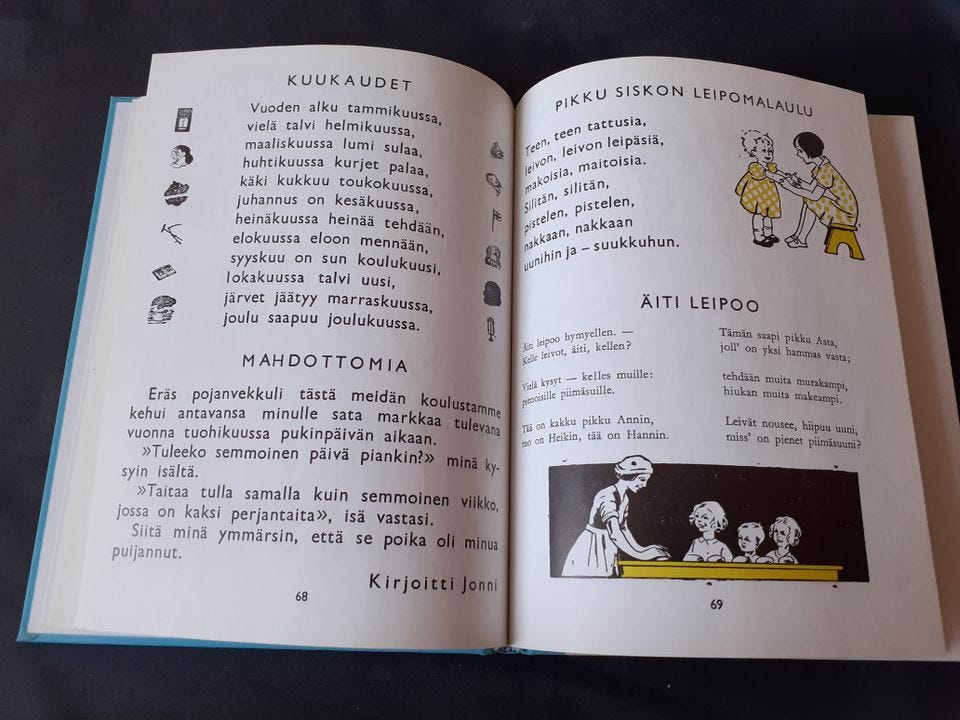 KUUKAUDET
Vuoden alku tammikuussa,
vielä talvi helmikuussa,
maaliskuussa lumi sulaa,
huhtikuussa kurjet palaa,
käki kukkuu toukokuussa,
juhannus on kesäkuussa,
heinäkuussa heinää tehdään,
elokuussa eloon mennään,
syyskuu on sun koulukuusi,
lokakuussa talvi uusi,
järvet jäätyy marraskuussa,
joulu saapuu joulukuussa.
MAHDOTTOMIA
Eräs pojanvekkuli tästä meidän koulustamme
kehui antavansa minulle sata markkaa tulevana
vuonna tuohikuussa pukinpäivän aikaan.
»Tuleeko semmoinen päivä piankin?» minä ky-
syin isältä.
»Taitaa tulla samalla kuin semmoinen viikko,
jossa on kaksi perjantaita», isä vastasi.
Siitä minä ymmärsin, että se poika oli minua
puijannut.
Kirjoitti Jonni
68
PIKKU SISKON LEIPOMALAULU
Teen, teen tattusia,
leivon, leivon leipäsiä,
makoisia, maitoisia.
Silitän, silitän,
pistelen, pistelen,
nakkaan, nakkaan
uunihin ja – suukkuhun.
ÄITI LEIPOO
Äiti leipoo hymyellen. —
Kelle leivot, äiti, kellen?
Vielä kysyt — kelles muille:
pienoisille piimäsuille.
Tää on kakku pikku Annin,
tuo on Heikin, tää on Hannin.
Tämän saapi pikku Asta,
joll' on yksi hammas vasta;
tehdään muita murakampi,
hiukan muita makeampi.
Leivät nousee, hiipuu uuni,
miss' on pienet piimäsuuni?
69